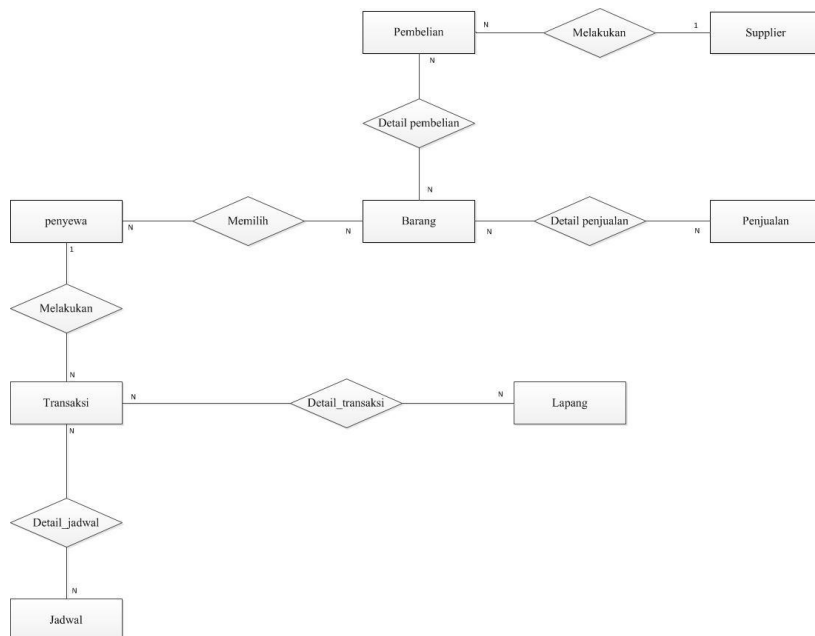 Pembelian N Melakukan 1 Supplier
N
Detail pembelian
N
penyewa N Memilih N Barang N Detail penjualan N Penjualan
1
Melakukan
N
Transaksi N Detail_transaksi N Lapang
N
Detail_jadwal
N
Jadwal